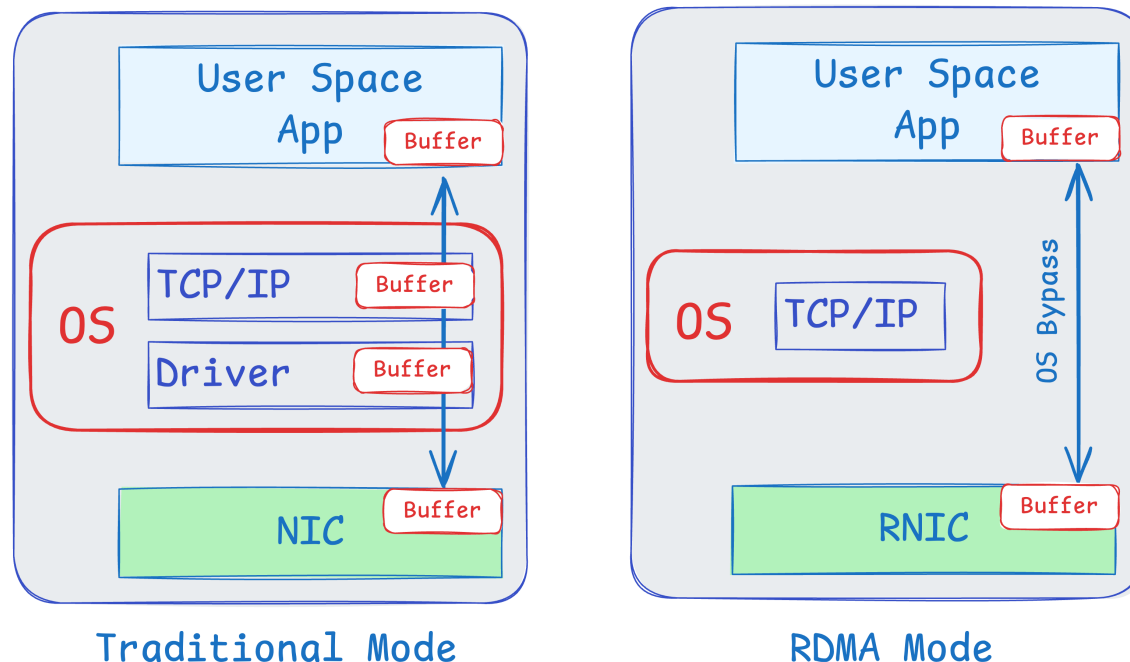 User Space
App
Buffer
OS
TCP/IP
Buffer
Driver
Buffer
Buffer
NIC
Traditional Mode
User Space
App
Buffer
OS
TCP/IP
OS Bypass
Buffer
RNIC
RDMA Mode